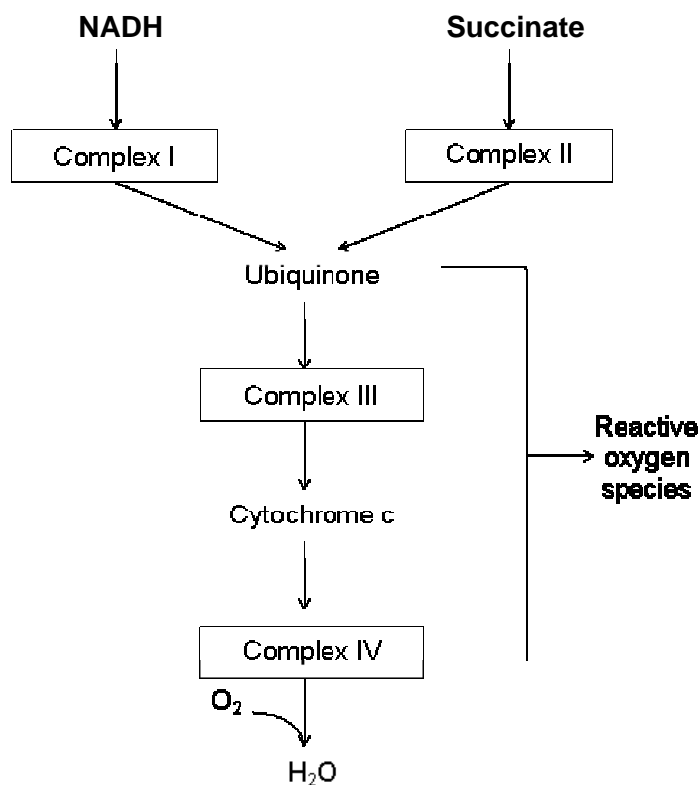 NADH
Succinate
Complex I
Complex II
Ubiquinone
Complex III
Reactive
oxygen
species
Cytochrome c
Complex IV
O₂
H₂O